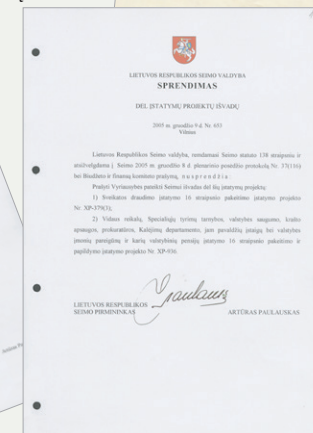 LIETUVOS RESPUBLIKOS SEIMO VALDYBA
SPRENDIMAS
DĖL ĮSTATYMŲ PROJEKTŲ IŠVADŲ
2005 m. gruodžio 9 d. Nr. 693
Vilnius
Lietuvos Respublikos Seimo valdyba, remdamasi Seimo statuto 138 straipsniu ir
atsižvelgdama į Seimo 2005 m. gruodžio 8 d. plenarinio posėdžio protokolą Nr.
bei Biudžeto ir finansų komiteto prašymą, n u s p r e n d ž i a
Prašyti Vyriausybės pateikti Seimui išvadas dėl šių įstatymų projektų:
1) Sveikatos draudimo įstatymo 16 straipsnio pakeitimo įstatymo projekto
Nr. XP-379(3);
2) Vidaus reikalų, Specialiųjų tyrimų tarnybos, valstybės saugumo, krašto
apsaugos, prokuratūros, Kalėjimų departamento, jam pavaldžių įstaigų bei valstybės
įmonių pareigūnų ir karių valstybinių pensijų įstatymo 16 straipsnio pakeitimo ir
papildymo įstatymo projekto Nr. XP-936.
LIETUVOS RESPUBLIKOS
SEIMO PIRMININKAS ARTŪRAS PAULAUSKAS